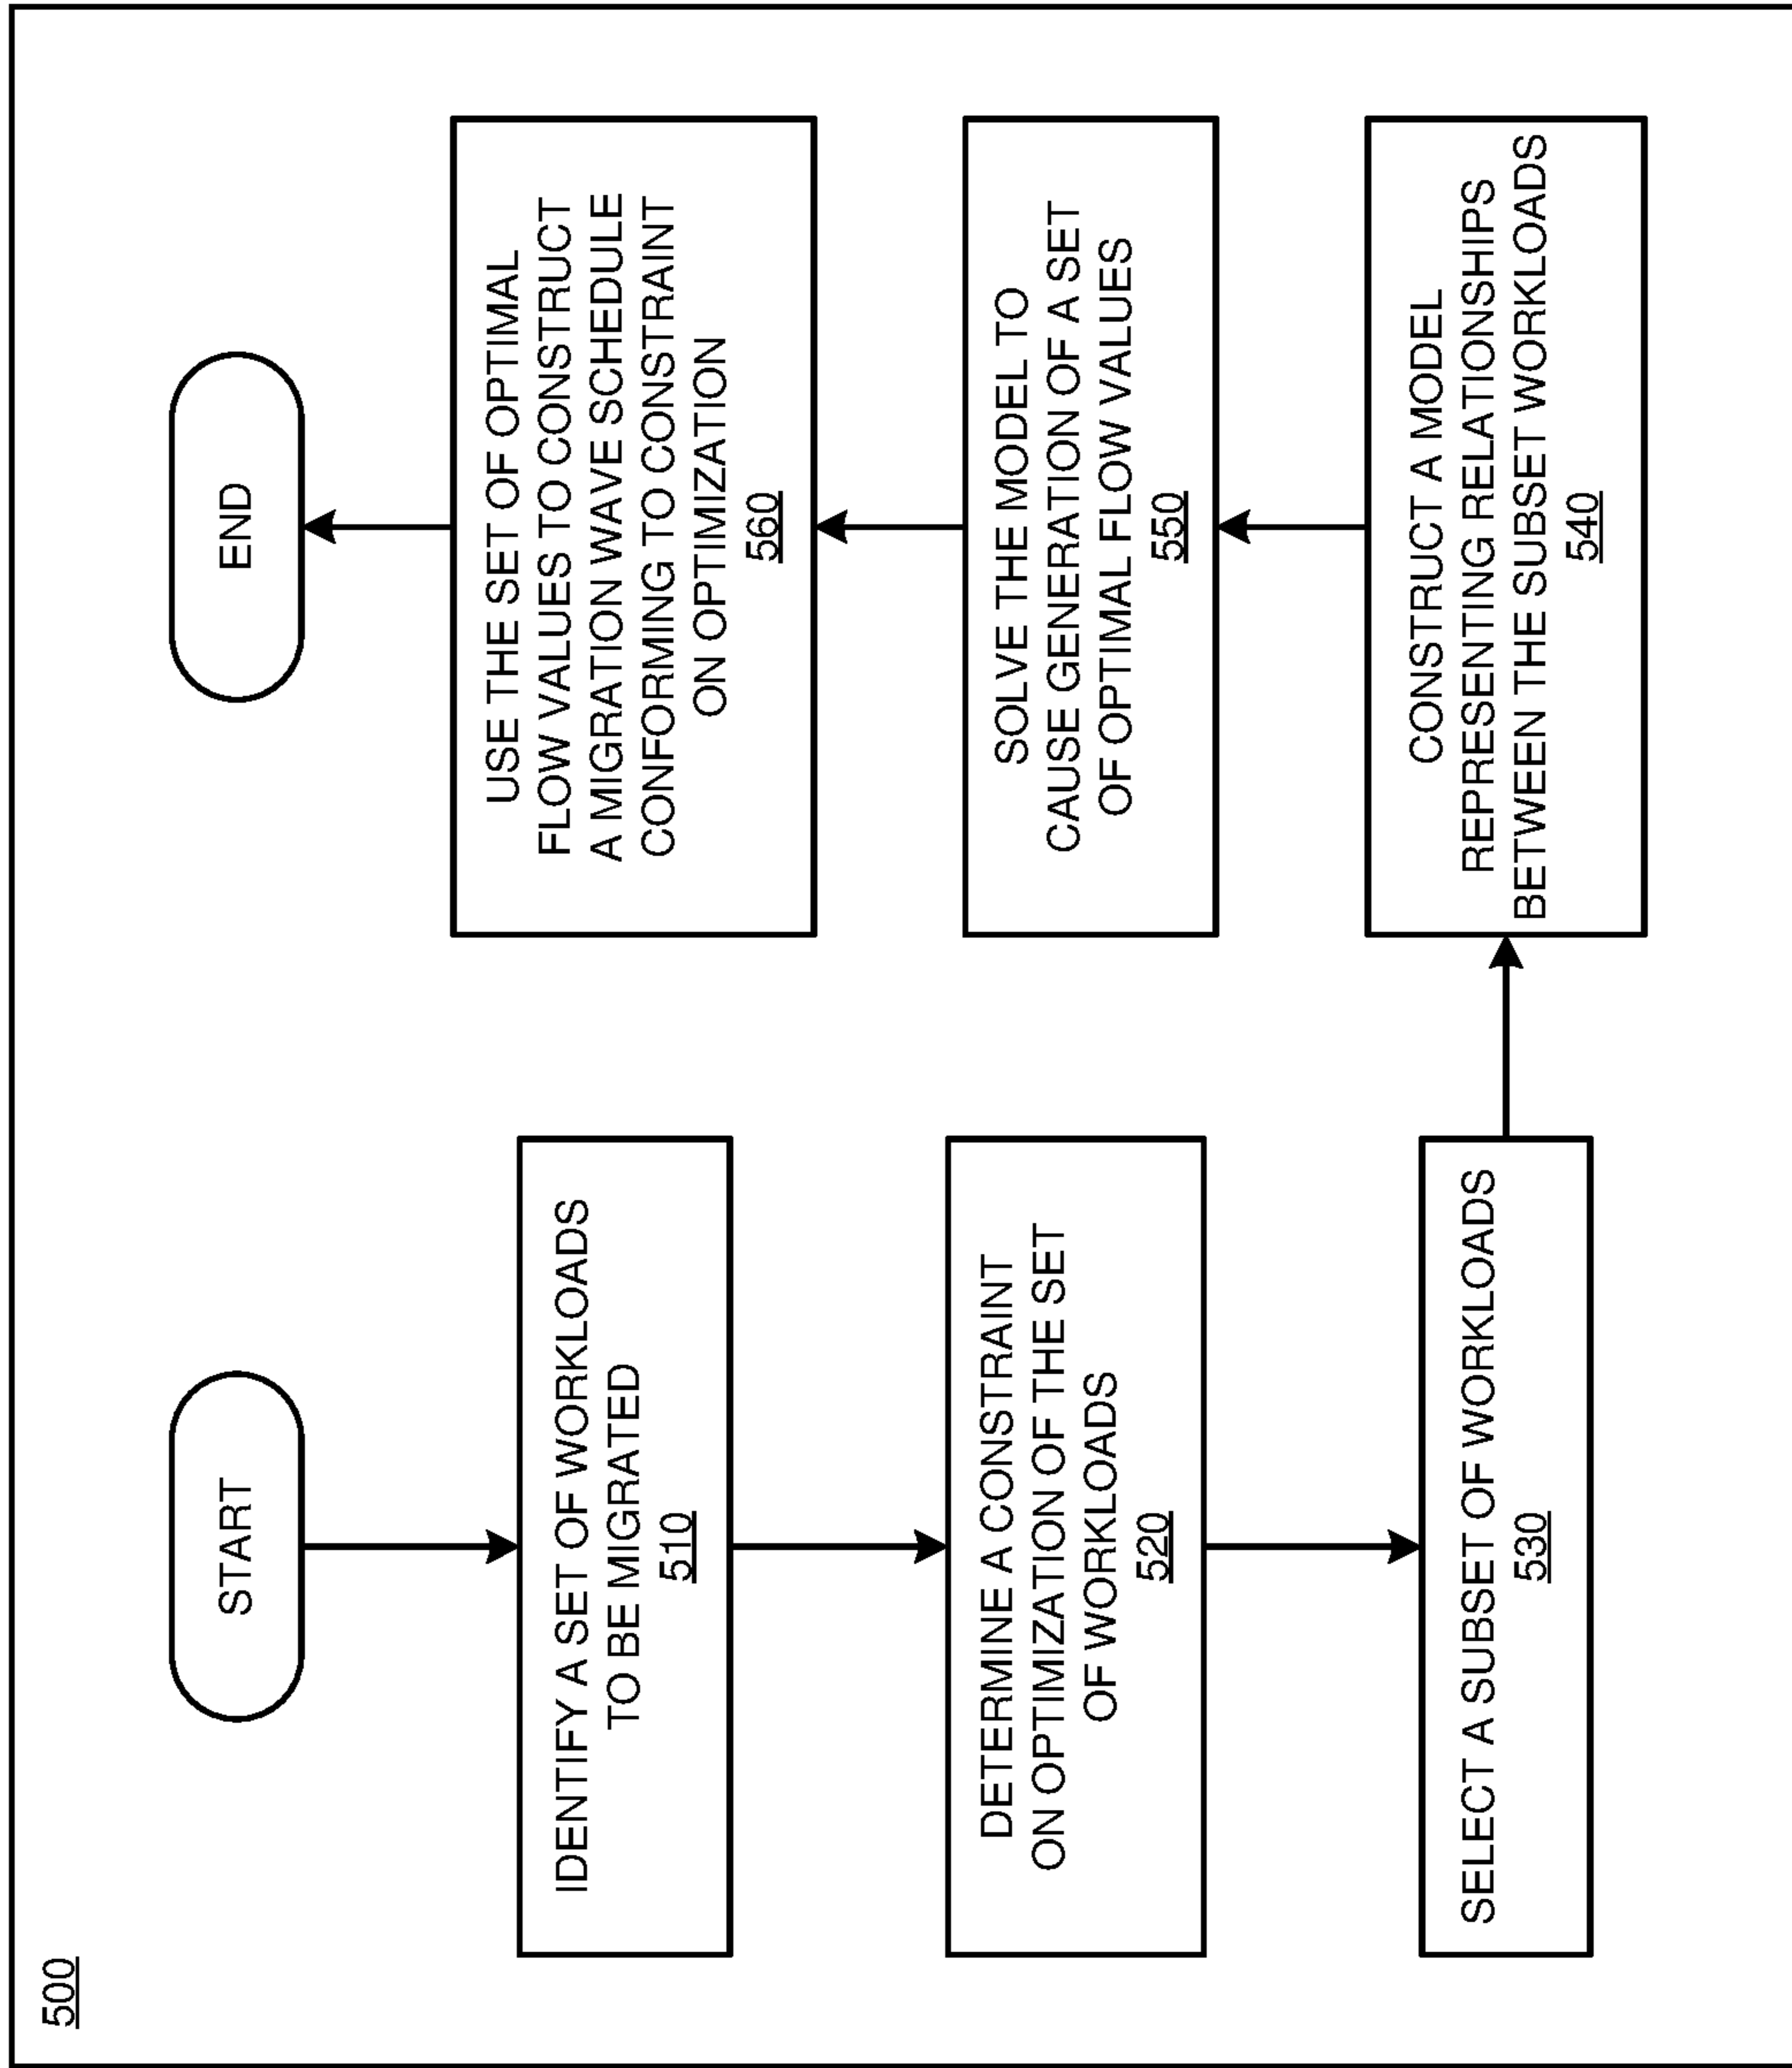 500
START
IDENTIFY A SET OF WORKLOADS
TO BE MIGRATED
510
DETERMINE A CONSTRAINT
ON OPTIMIZATION OF THE SET
OF WORKLOADS
520
SELECT A SUBSET OF WORKLOADS
530
CONSTRUCT A MODEL
REPRESENTING RELATIONSHIPS
BETWEEN THE SUBSET WORKLOADS
540
SOLVE THE MODEL TO
CAUSE GENERATION OF A SET
OF OPTIMAL FLOW VALUES
550
USE THE SET OF OPTIMAL
FLOW VALUES TO CONSTRUCT
A MIGRATION WAVE SCHEDULE
CONFORMING TO CONSTRAINT
ON OPTIMIZATION
560
END